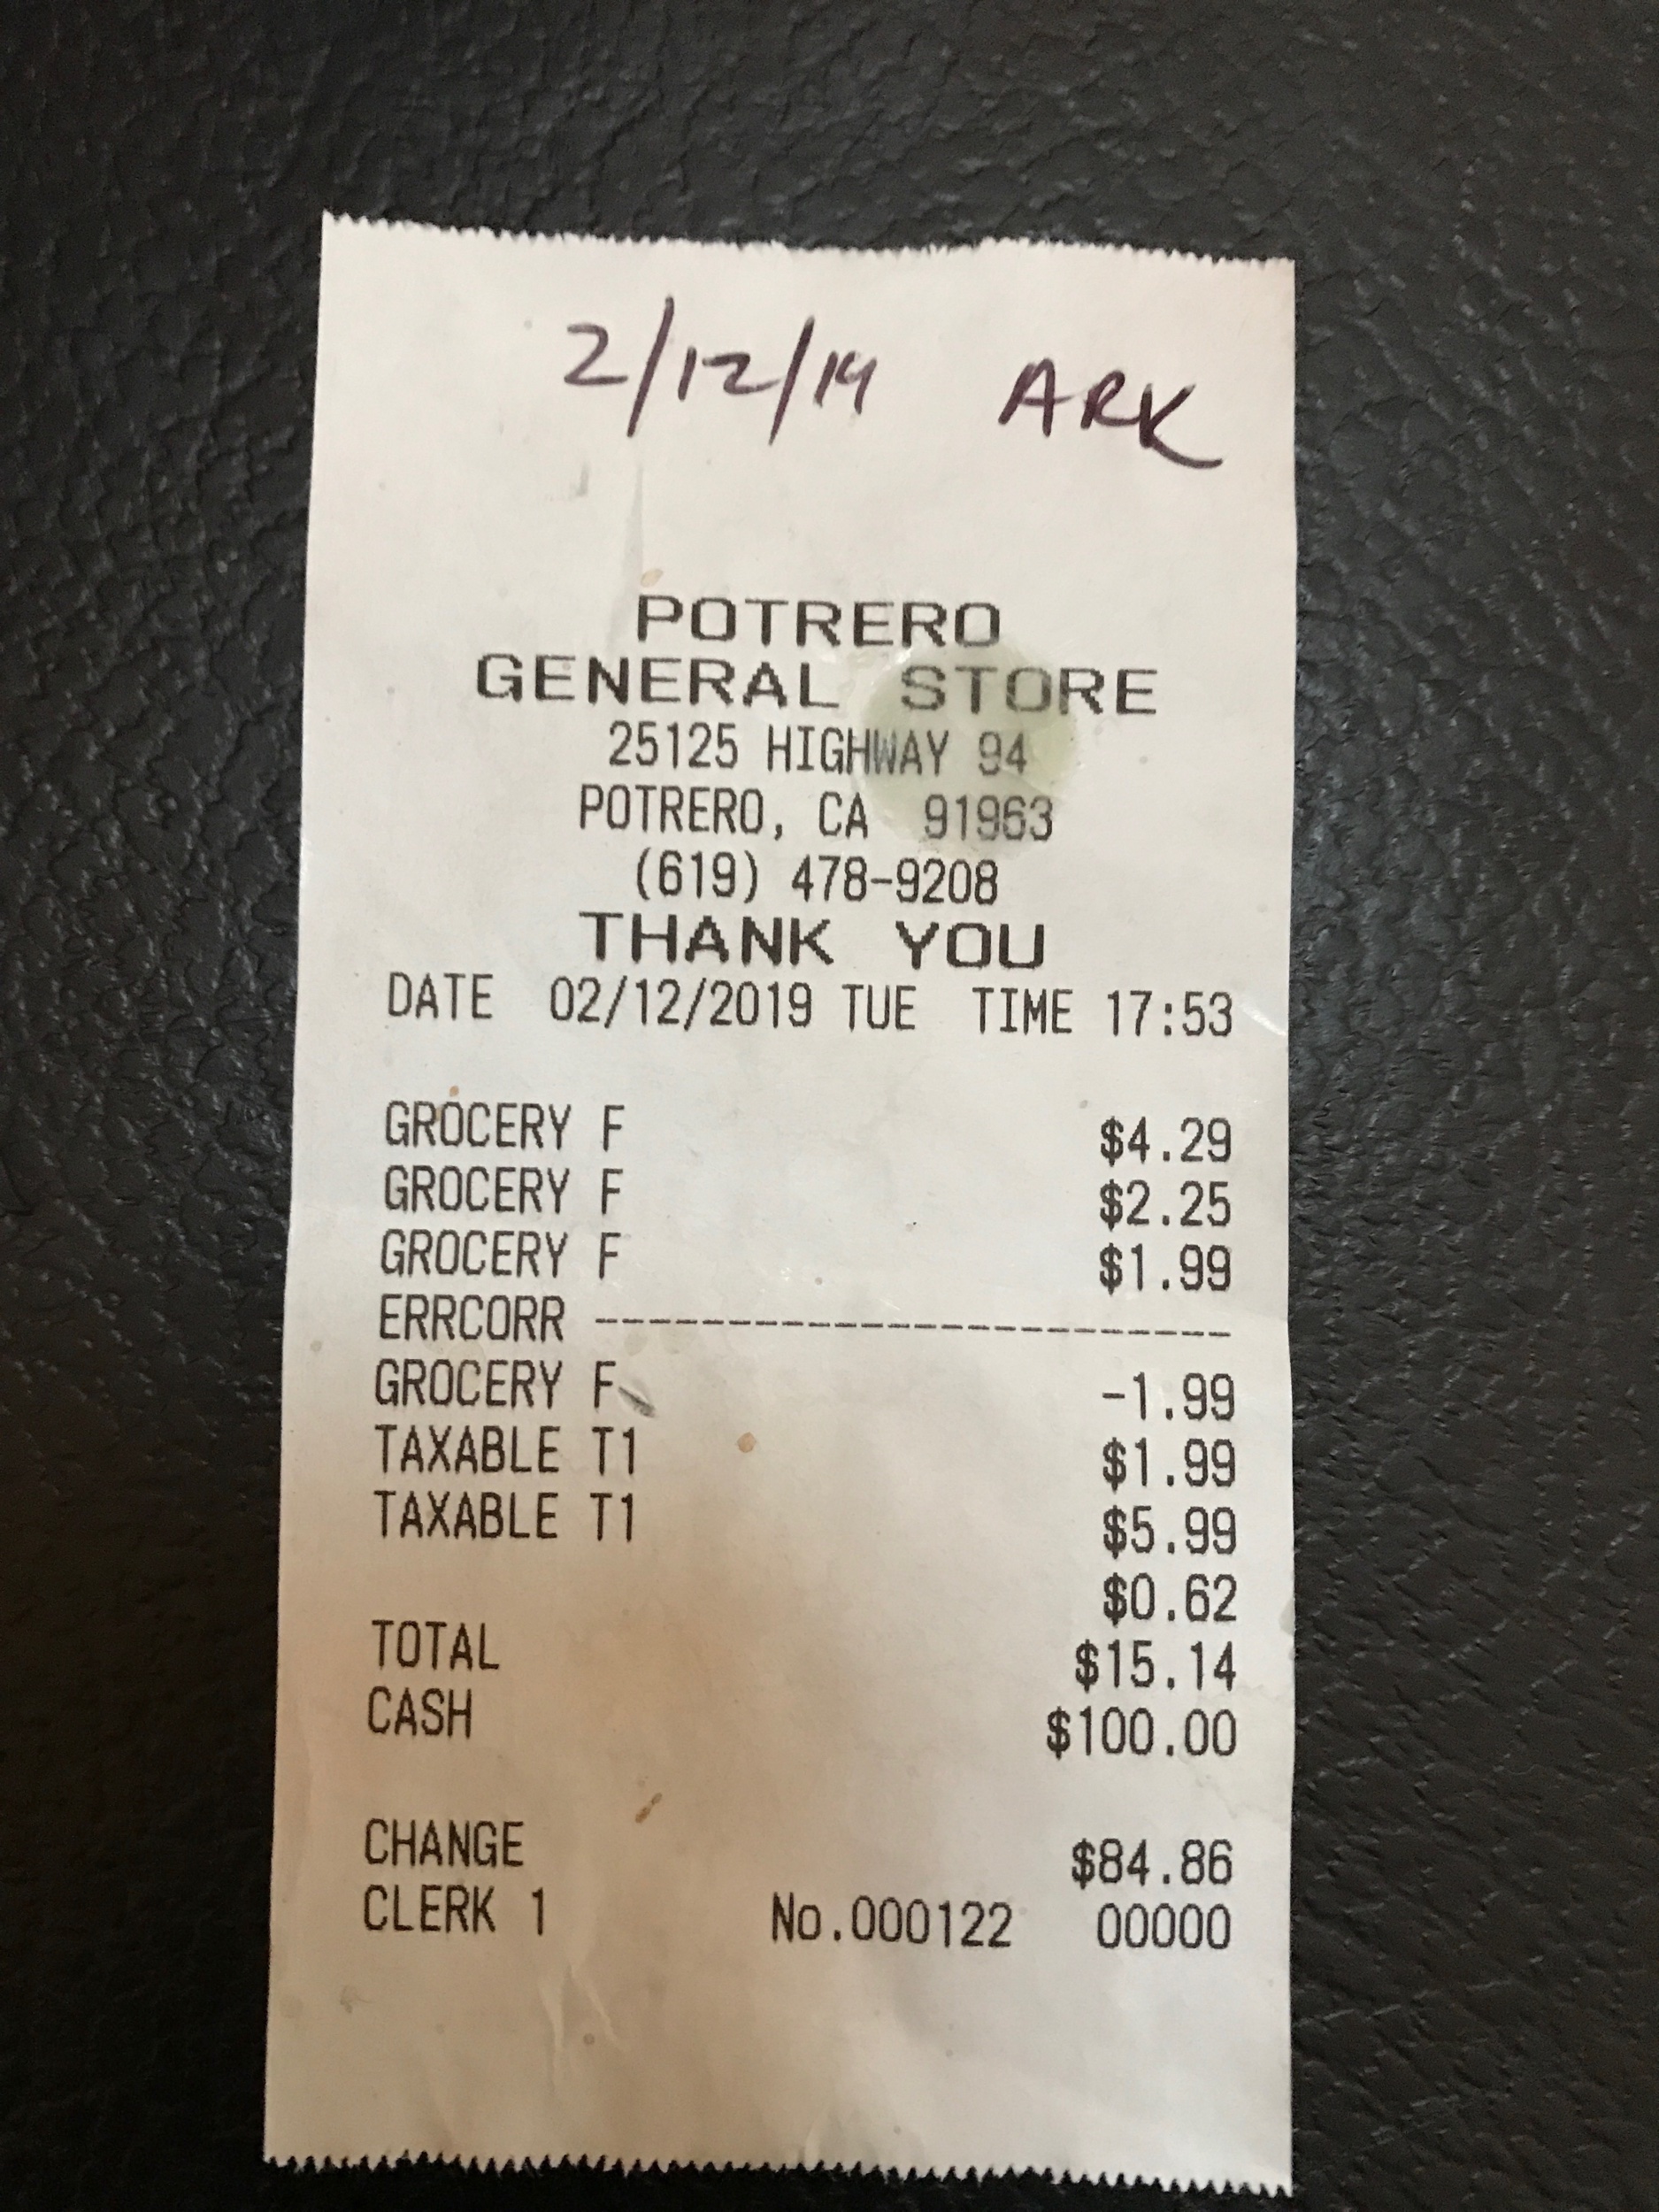 2/12/19 ARK
POTRERO
GENERAL STORE
25125 HIGHWAY 94
POTRERO, CA 91963
(619) 478-9208
THANK YOU
DATE 02/12/2019 TUE TIME 17:53
GROCERY F $4.29
GROCERY F $2.25
GROCERY F $1.99
ERRCORR ------------------------
GROCERY F -1.99
TAXABLE T1 $1.99
TAXABLE T1 $5.99
$0.62
TOTAL $15.14
CASH $100.00
CHANGE $84.86
CLERK 1 No.000122 00000